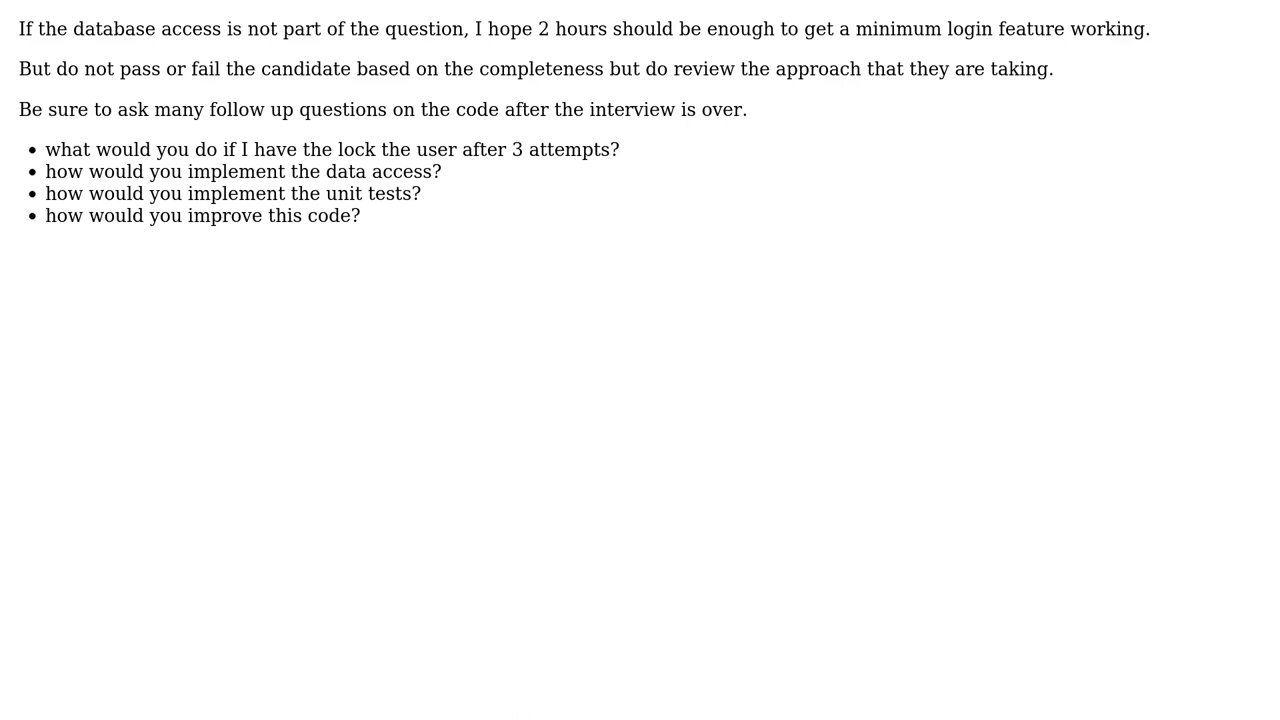 If the database access is not part of the question, I hope 2 hours should be enough to get a minimum login feature working.
But do not pass or fail the candidate based on the completeness but do review the approach that they are taking.
Be sure to ask many follow up questions on the code after the interview is over.
• what would you do if I have the lock the user after 3 attempts?
• how would you implement the data access?
• how would you implement the unit tests?
• how would you improve this code?